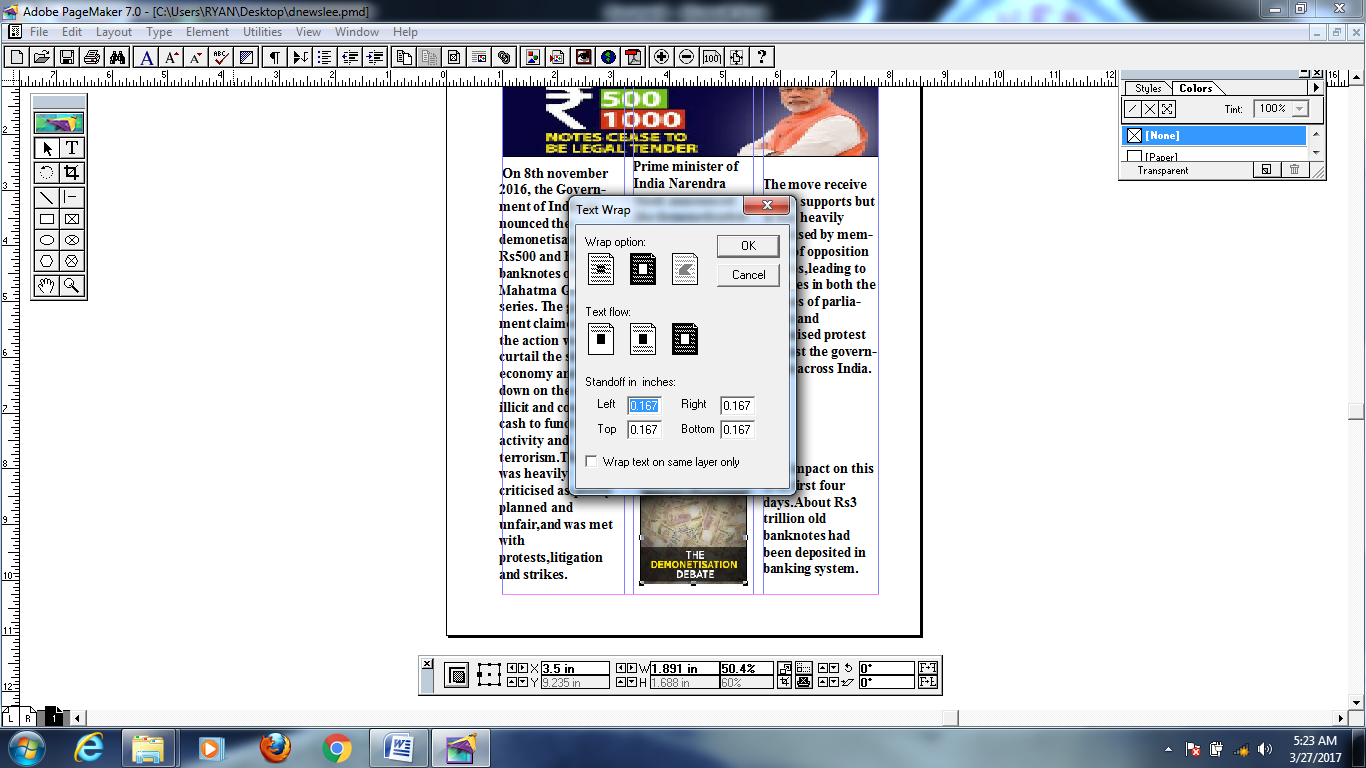 Adobe PageMaker 7.0 - [C:\Users\RYAN\Desktop\dnewslee.pmd]
File Edit Layout Type Element Utilities View Window Help
Styles Colors
Tint: 100%
[None]
[Paper]
Transparent
500
1000
NOTES CEASE TO
BE LEGAL TENDER
On 8th november
2016, the Govern-
ment of Ind
nounced the
demonetisa
Rs500 and
banknotes o
Mahatma G
series. The
ment claim
the action
curtail the s
economy an
down on the
illicit and co
cash to fund
activity and
terrorism.T
was heavily
criticised as
planned and
unfair,and was met
with
protests,litigation
and strikes.
Prime minister of
India Narendra
THE
DEMONETISATION
DEBATE
The move receive
supports but
heavily
ised by mem-
of opposition
s,leading to
es in both the
s of parlia-
and
ised protest
st the govern-
across India.
mpact on this
irst four
days.About Rs3
trillion old
banknotes had
been deposited in
banking system.
Text Wrap
Wrap option:
OK
Cancel
Text flow:
Standoff in inches:
Left 0.167 Right 0.167
Top 0.167 Bottom 0.167
Wrap text on same layer only
X 3.5 in W 1.891 in 50.4% 0°
Y 9.235 in H 1.688 in 60% 0°
L R 1
5:23 AM
3/27/2017